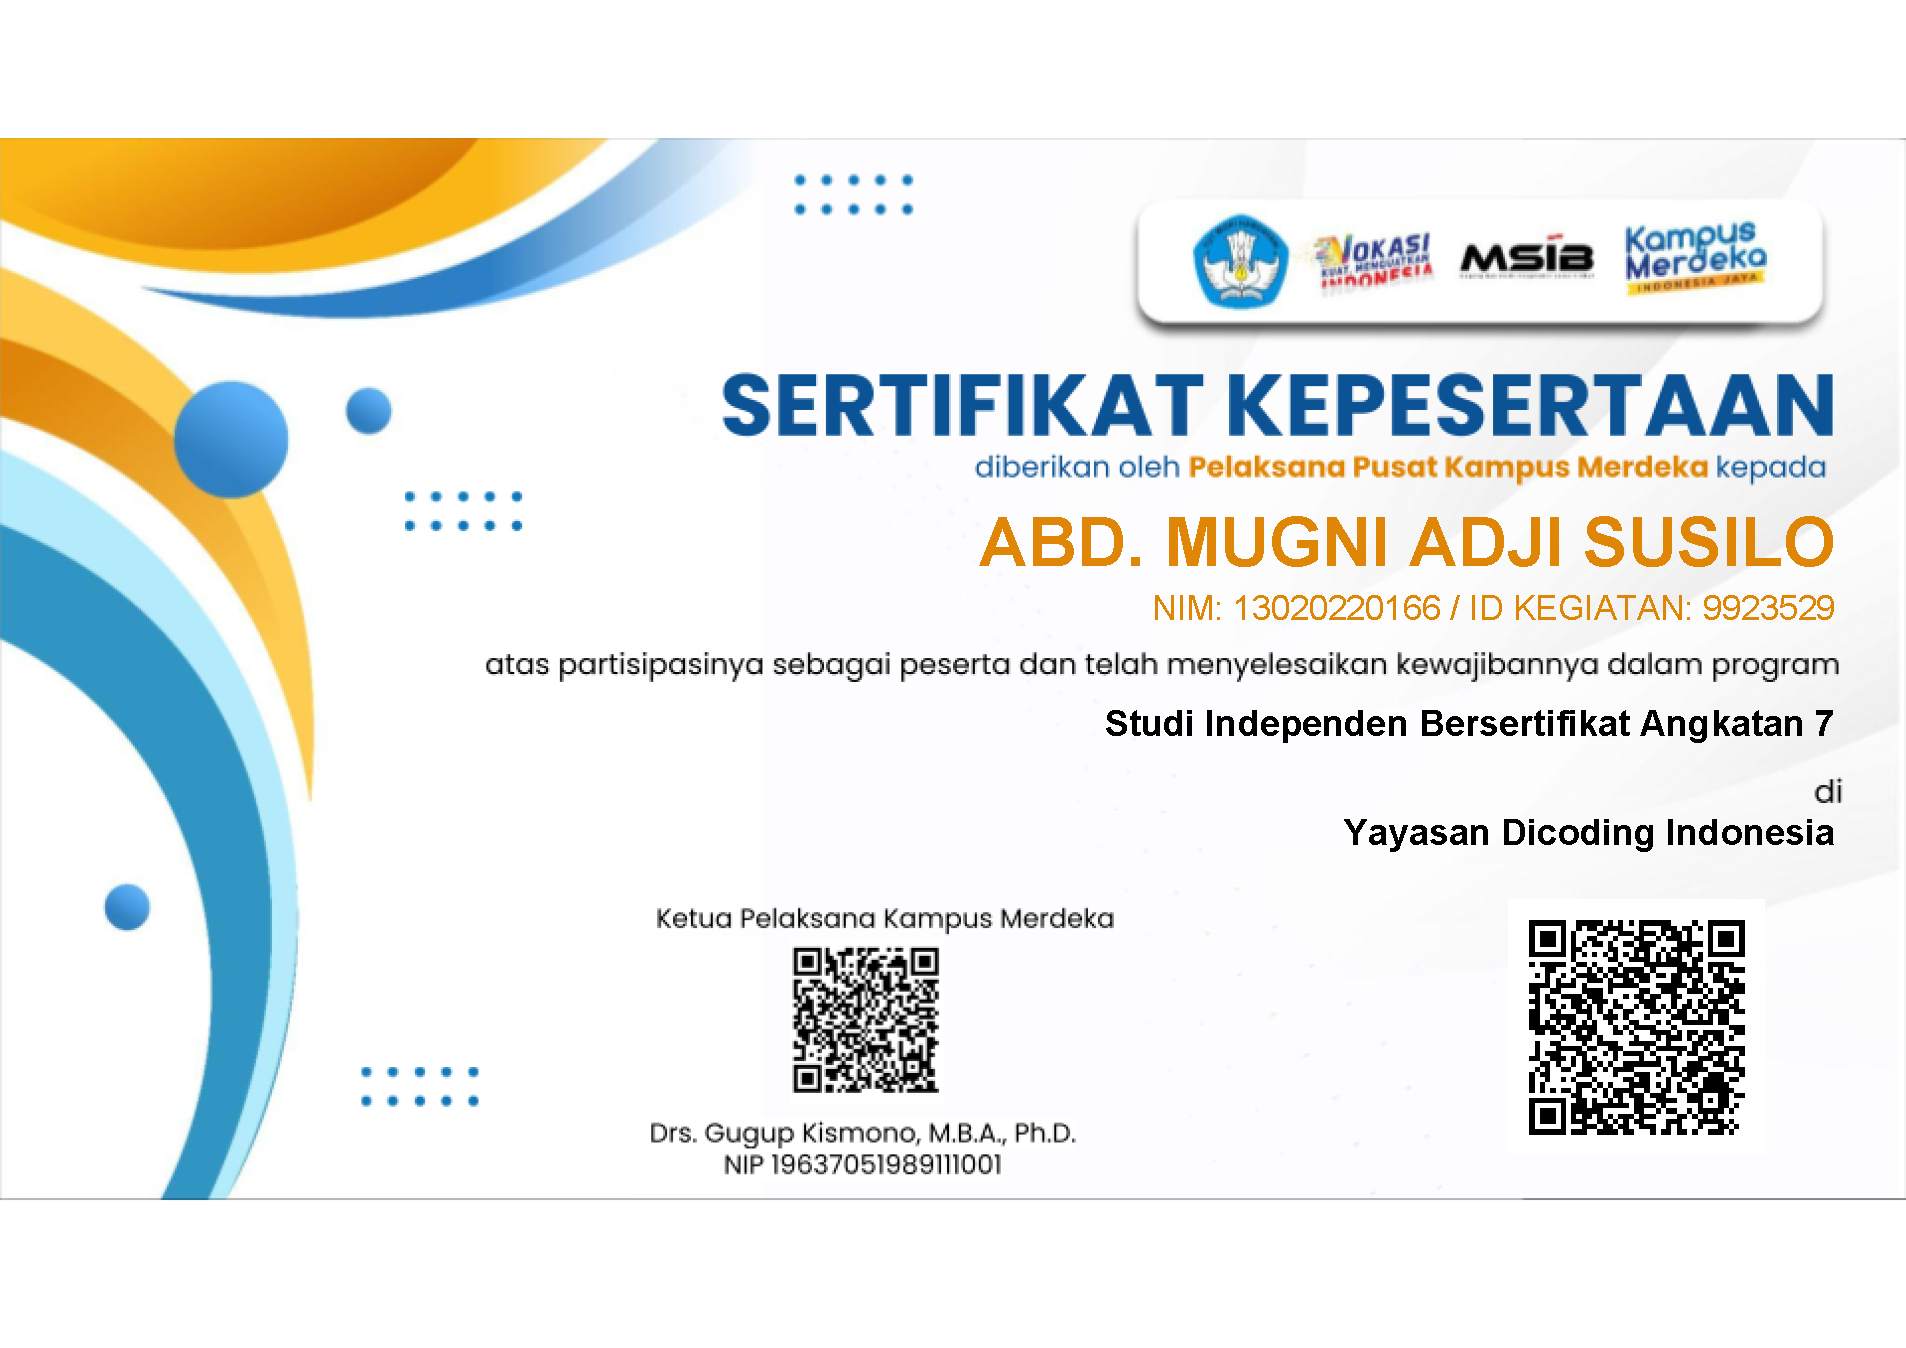 VOKASI
KUAT, MENGUATKAN
INDONESIA
MSIB
Kampus
Merdeka
INDONESIA JAYA
SERTIFIKAT KEPESERTAAN
diberikan oleh Pelaksana Pusat Kampus Merdeka kepada
ABD. MUGNI ADJI SUSILO
NIM: 13020220166 / ID KEGIATAN: 9923529
atas partisipasinya sebagai peserta dan telah menyelesaikan kewajibannya dalam program
Studi Independen Bersertifikat Angkatan 7
di
Yayasan Dicoding Indonesia
Ketua Pelaksana Kampus Merdeka
Drs. Gugup Kismono, M.B.A., Ph.D.
NIP 19637051989111001